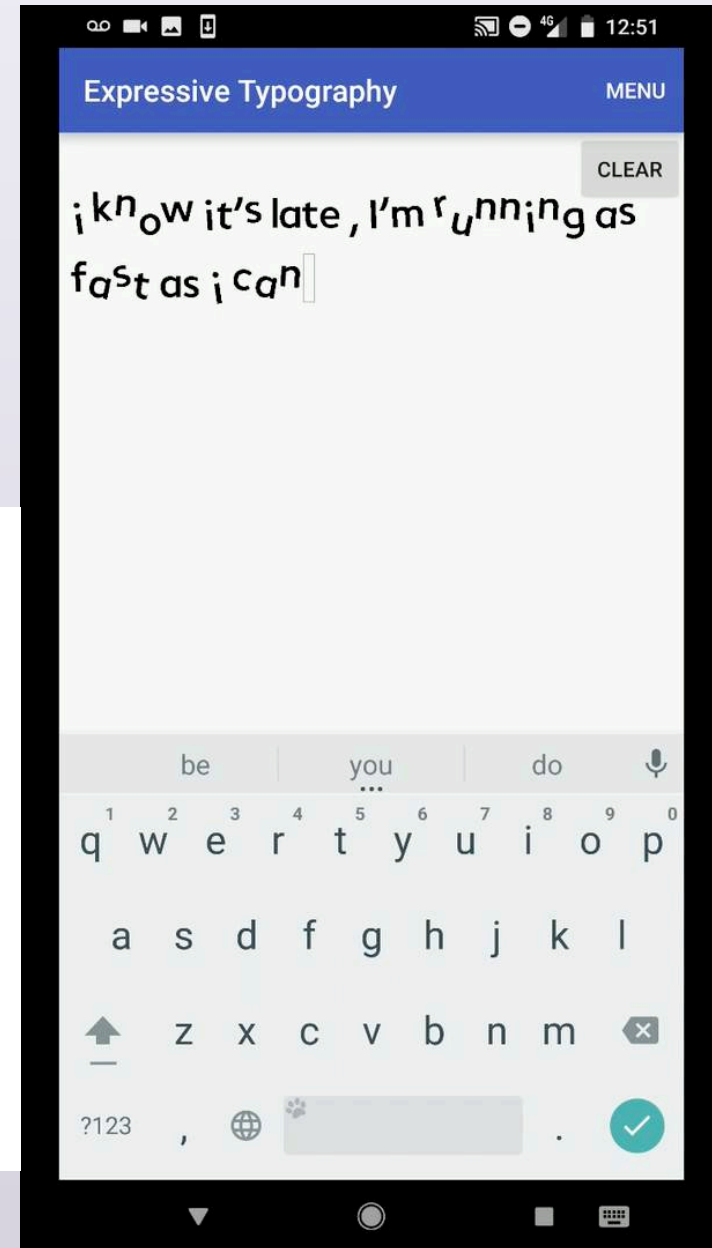 12:51
Expressive Typography MENU
CLEAR
i know it's late , I'm running as
fast as i can
be you do
1 2 3 4 5 6 7 8 9 0
q w e r t y u i o p
a s d f g h j k l
z x c v b n m
?123 , .